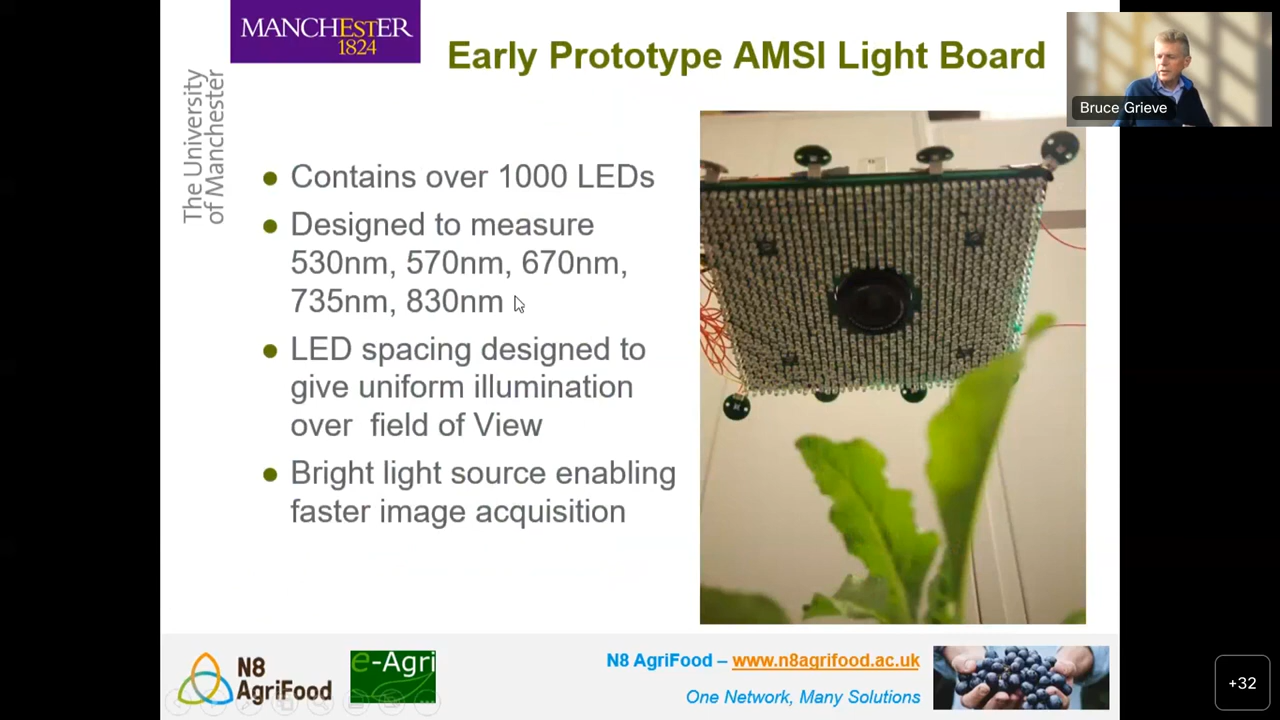 MANCHESTER
1824
The University
of Manchester
Early Prototype AMSI Light Board
Bruce Grieve
● Contains over 1000 LEDs
● Designed to measure
530nm, 570nm, 670nm,
735nm, 830nm
● LED spacing designed to
give uniform illumination
over field of View
● Bright light source enabling
faster image acquisition
N8
AgriFood
e-Agri
...
N8 AgriFood – www.n8agrifood.ac.uk
One Network, Many Solutions
+32